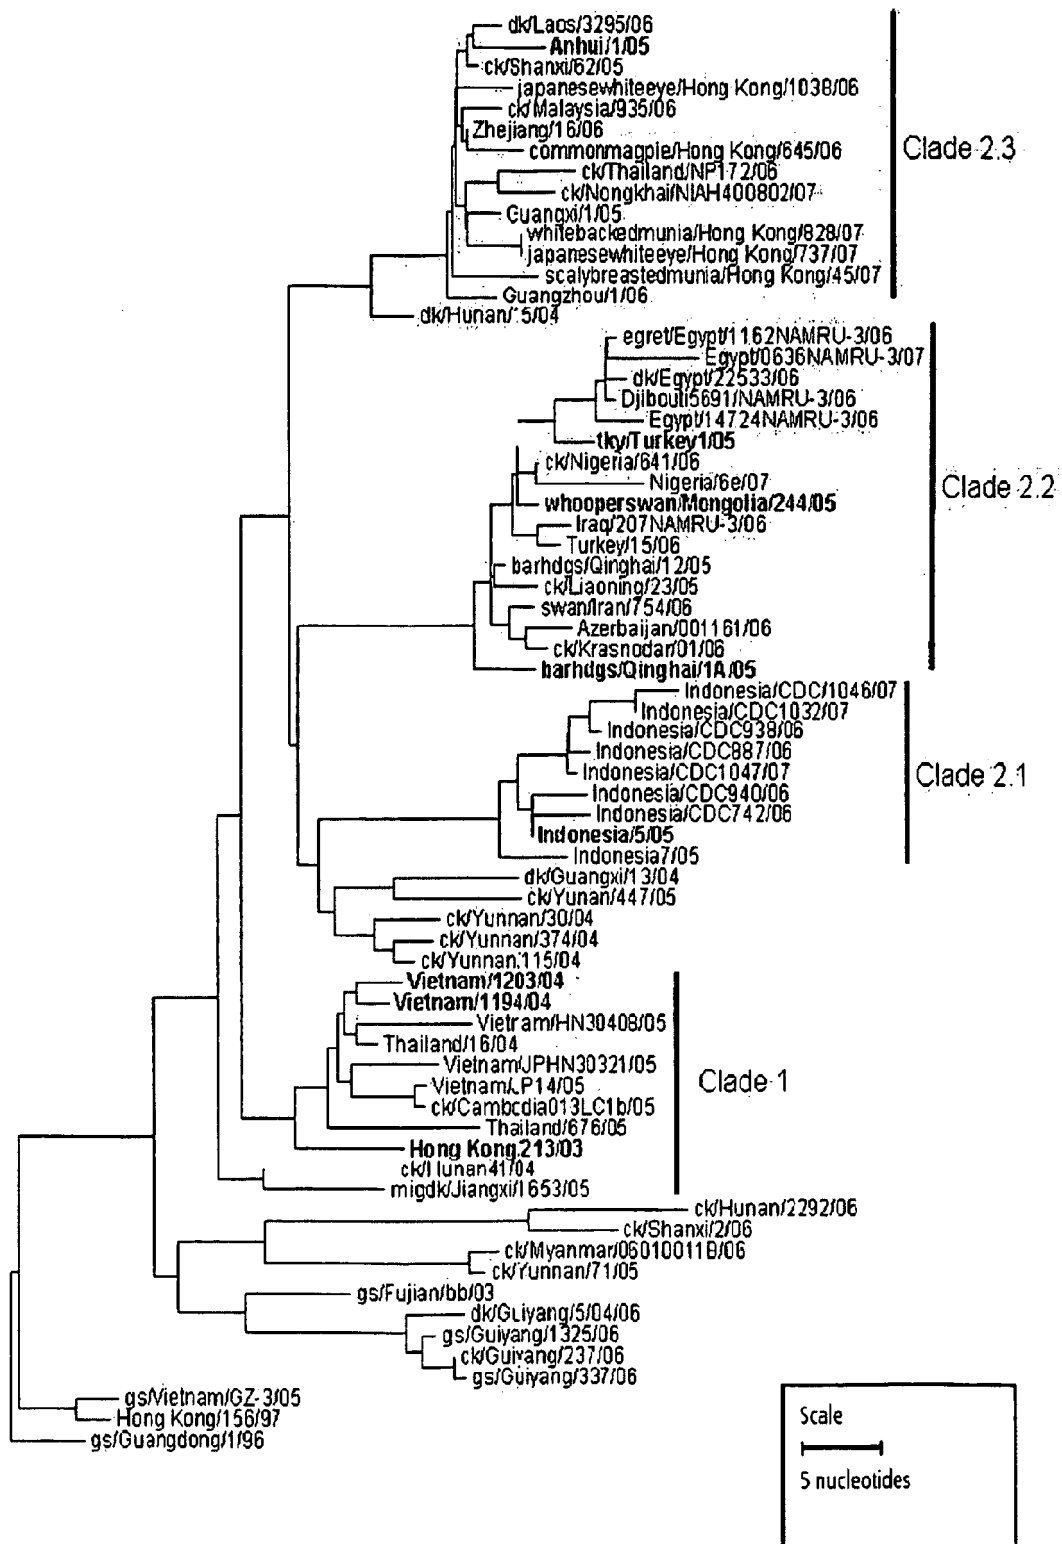 dk/Laos/3295/06
Anhui/1/05
ck/Shanxi/62/05
japanesewhiteeye/Hong Kong/1038/06
ck/Malaysia/935/06
Zhejiang/16/06
commonmagpie/Hong Kong/645/06
Clade 2.3
ck/Thailand/NP172/06
ck/Nongkhai/NIAH400802/07
Guangxi/1/05
whitebackedmunia/Hong Kong/828/07
japanesewhiteeye/Hong Kong/737/07
scalybreastedmunia/Hong Kong/45/07
Guangzhou/1/06
dk/Hunan/15/04
egret/Egypt/1162NAMRU-3/06
Egypt/0636NAMRU-3/07
dk/Egypt/22533/06
Djibouti5691/NAMRU-3/06
Egypt/14724NAMRU-3/06
tky/Turkey1/05
ck/Nigeria/641/06
Nigeria/6e/07
Clade 2.2
whooperswan/Mongolia/244/05
Iraq/207NAMRU-3/06
Turkey/15/06
barhdgs/Qinghai/12/05
ck/Liaoning/23/05
swan/Iran/754/06
Azerbaijan/001161/06
ck/Krasnodar/01/06
barhdgs/Qinghai/1A/05
Indonesia/CDC/1046/07
Indonesia/CDC1032/07
Indonesia/CDC938/06
Indonesia/CDC887/06
Indonesia/CDC1047/07
Clade 2.1
Indonesia/CDC940/06
Indonesia/CDC742/06
Indonesia/5/05
Indonesia7/05
dk/Guangxi/13/04
ck/Yunan/447/05
ck/Yunnan/30/04
ck/Yunnan/374/04
ck/Yunnan.115/04
Vietnam/1203/04
Vietnam/1194/04
Vietnam/HN30408/05
Thailand/16/04
Vietnam/JPHN30321/05
Clade 1
Vietnam/JP14/05
ck/Cambodia013LC1b/05
Thailand/676/05
Hong Kong.213/03
ck/Hunan41/04
migdk/Jiangxi/1653/05
ck/Hunan/2292/06
ck/Shanxi/2/06
ck/Myanmar/06010011B/06
ck/Yunnan/71/05
gs/Fujian/bb/03
dk/Guiyang/5/04/06
gs/Guiyang/1325/06
ck/Guiyang/237/06
gs/Guiyang/337/06
gs/Vietnam/GZ-3/05
Hong Kong/156/97
gs/Guangdong/1/96
Scale
5 nucleotides